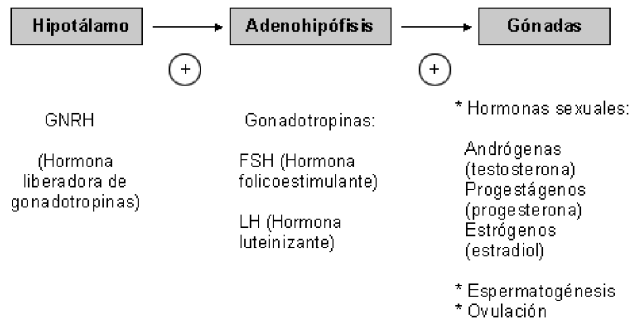 Hipotálamo
Adenohipófisis
Gónadas
+
+
GNRH
(Hormona
liberadora de
gonadotropinas)
Gonadotropinas:
FSH (Hormona
folicoestimulante)
LH (Hormona
luteinizante)
* Hormonas sexuales:
Andrógenas
(testosterona)
Progestágenos
(progesterona)
Estrógenos
(estradiol)
* Espermatogénesis
* Ovulación